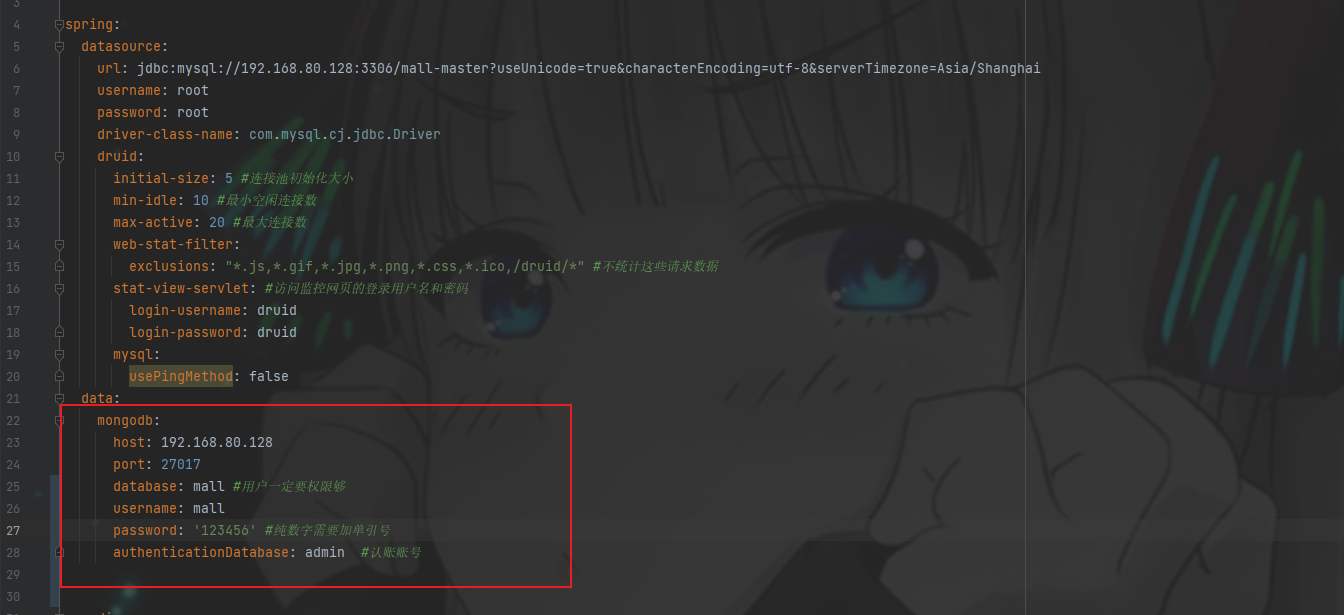 3
4 spring:
5 datasource:
6 url: jdbc:mysql://192.168.80.128:3306/mall-master?useUnicode=true&characterEncoding=utf-8&serverTimezone=Asia/Shanghai
7 username: root
8 password: root
9 driver-class-name: com.mysql.cj.jdbc.Driver
10 druid:
11 initial-size: 5 #连接池初始化大小
12 min-idle: 10 #最小空闲连接数
13 max-active: 20 #最大连接数
14 web-stat-filter:
15 exclusions: "*.js,*.gif,*.jpg,*.png,*.css,*.ico,/druid/*" #不统计这些请求数据
16 stat-view-servlet: #访问监控网页的登录用户名和密码
17 login-username: druid
18 login-password: druid
19 mysql:
20 usePingMethod: false
21 data:
22 mongodb:
23 host: 192.168.80.128
24 port: 27017
25 database: mall #用户一定要权限够
26 username: mall
27 password: '123456' #纯数字需要加单引号
28 authenticationDatabase: admin #认账账号
29
30